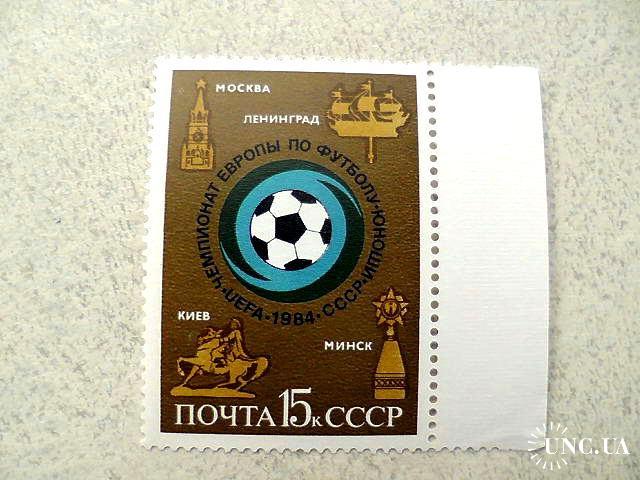 МОСКВА
ЛЕНИНГРАД
ЧЕМПИОНАТ ЕВРОПЫ ПО ФУТБОЛУ·ЮНОШИ·СССР·1984·UEFA·
КИЕВ
МИНСК
ПОЧТА 15к СССР
UNC.UA